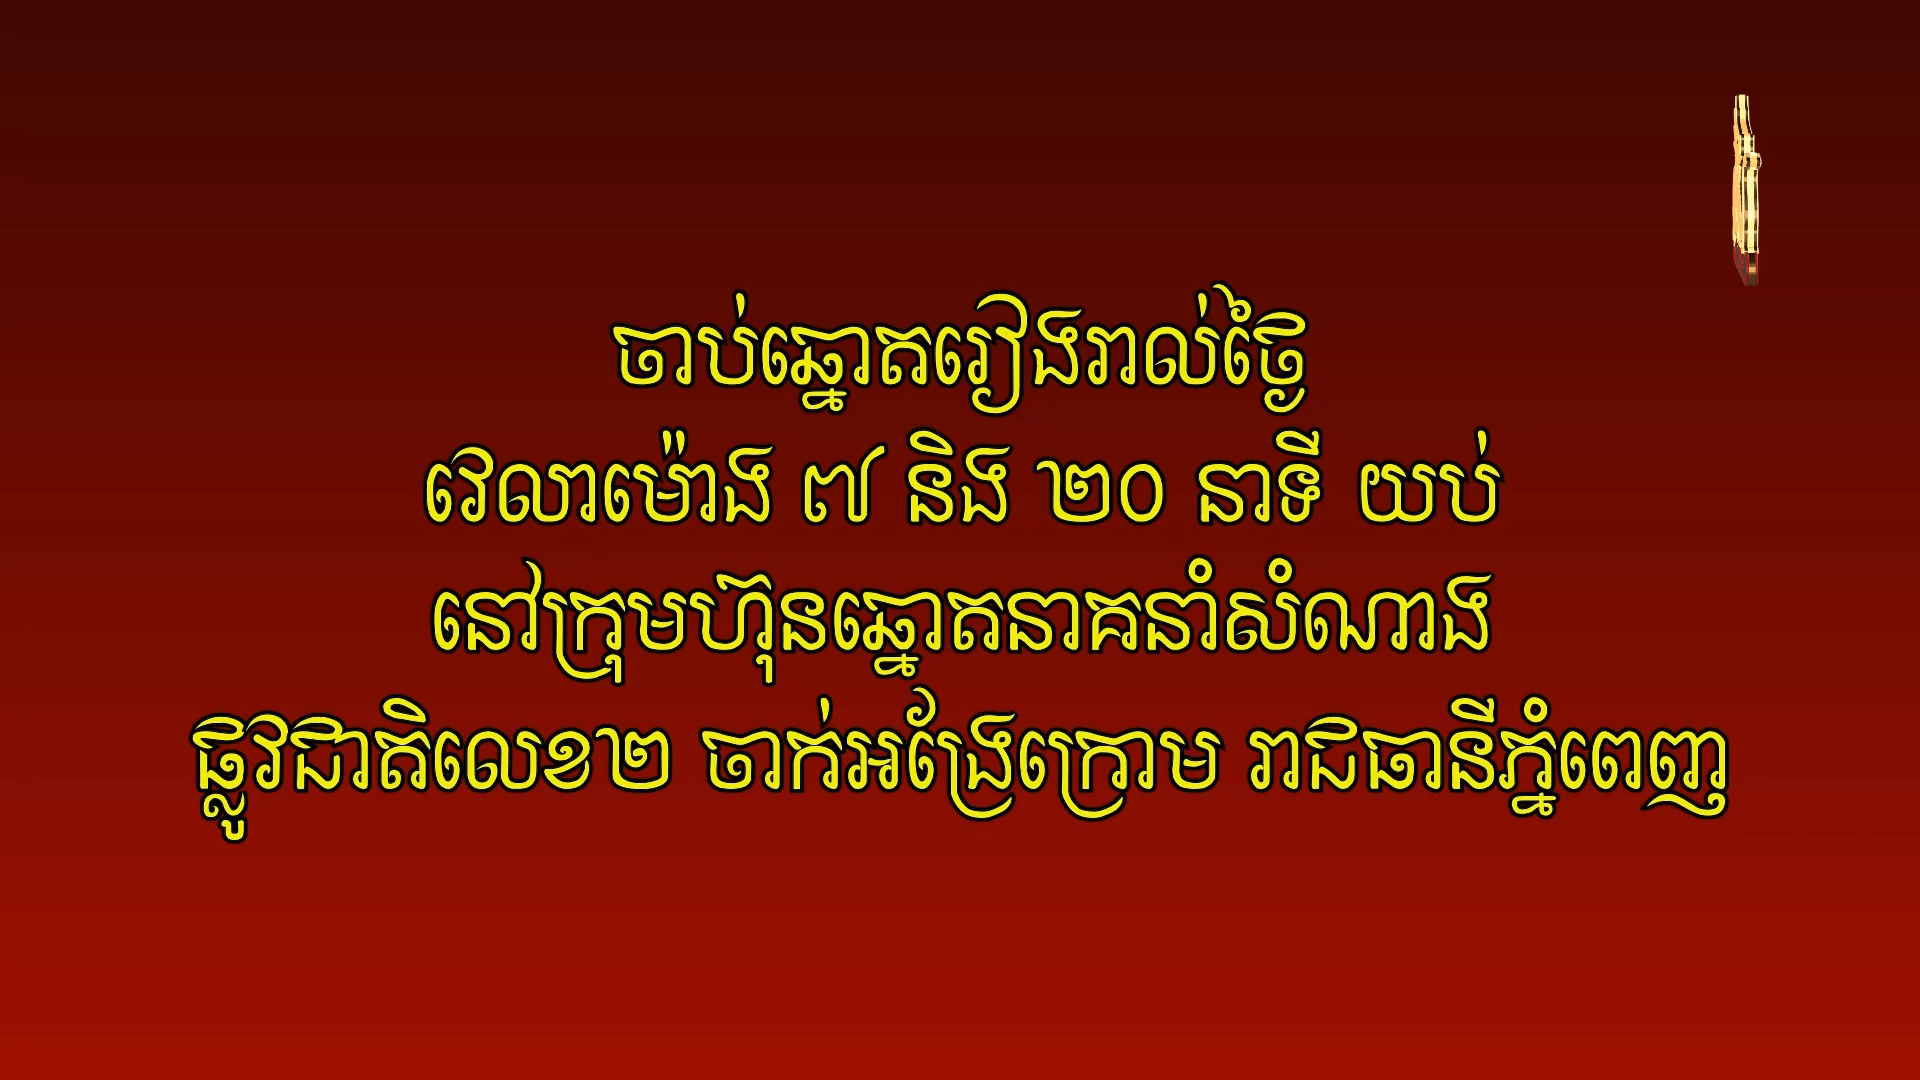 ចាប់ឆ្នោតរៀងរាល់ថ្ងៃ
វេលាម៉ោង ៧ និង ២០ នាទី យប់
នៅក្រុមហ៊ុនឆ្នោតនាគនាំសំណាង
ផ្លូវជាតិលេខ២ ចាក់អង្រែក្រោម រាជធានីភ្នំពេញ